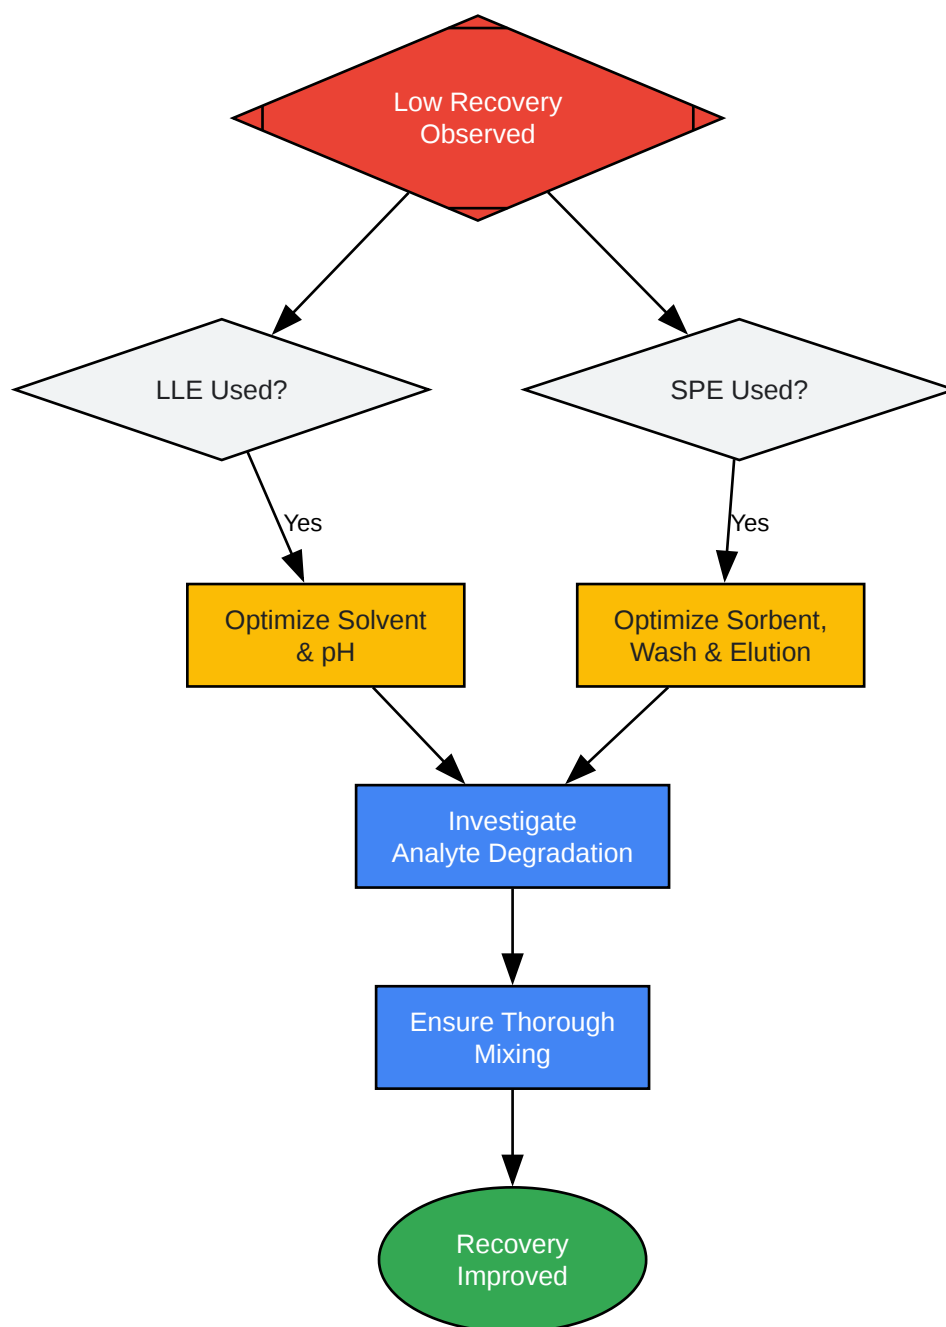 Low Recovery
Observed
LLE Used?
SPE Used?
Yes
Yes
Optimize Solvent
& pH
Optimize Sorbent,
Wash & Elution
Investigate
Analyte Degradation
Ensure Thorough
Mixing
Recovery
Improved